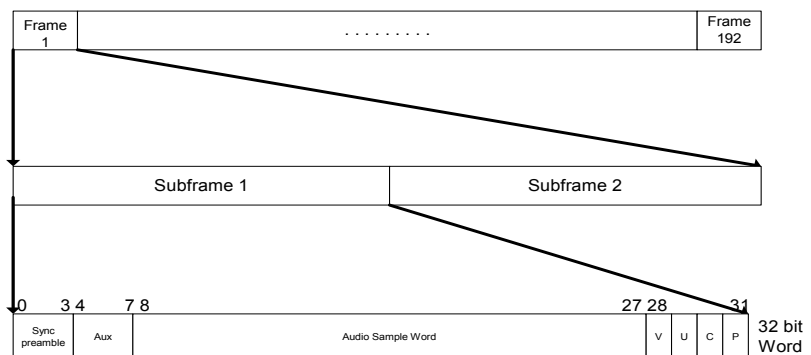 Frame
1
. . . . . . . . .
Frame
192
Subframe 1
Subframe 2
0 3 4 7 8 27 28 31
Sync
preamble
Aux
Audio Sample Word
V
U
C
P
32 bit
Word